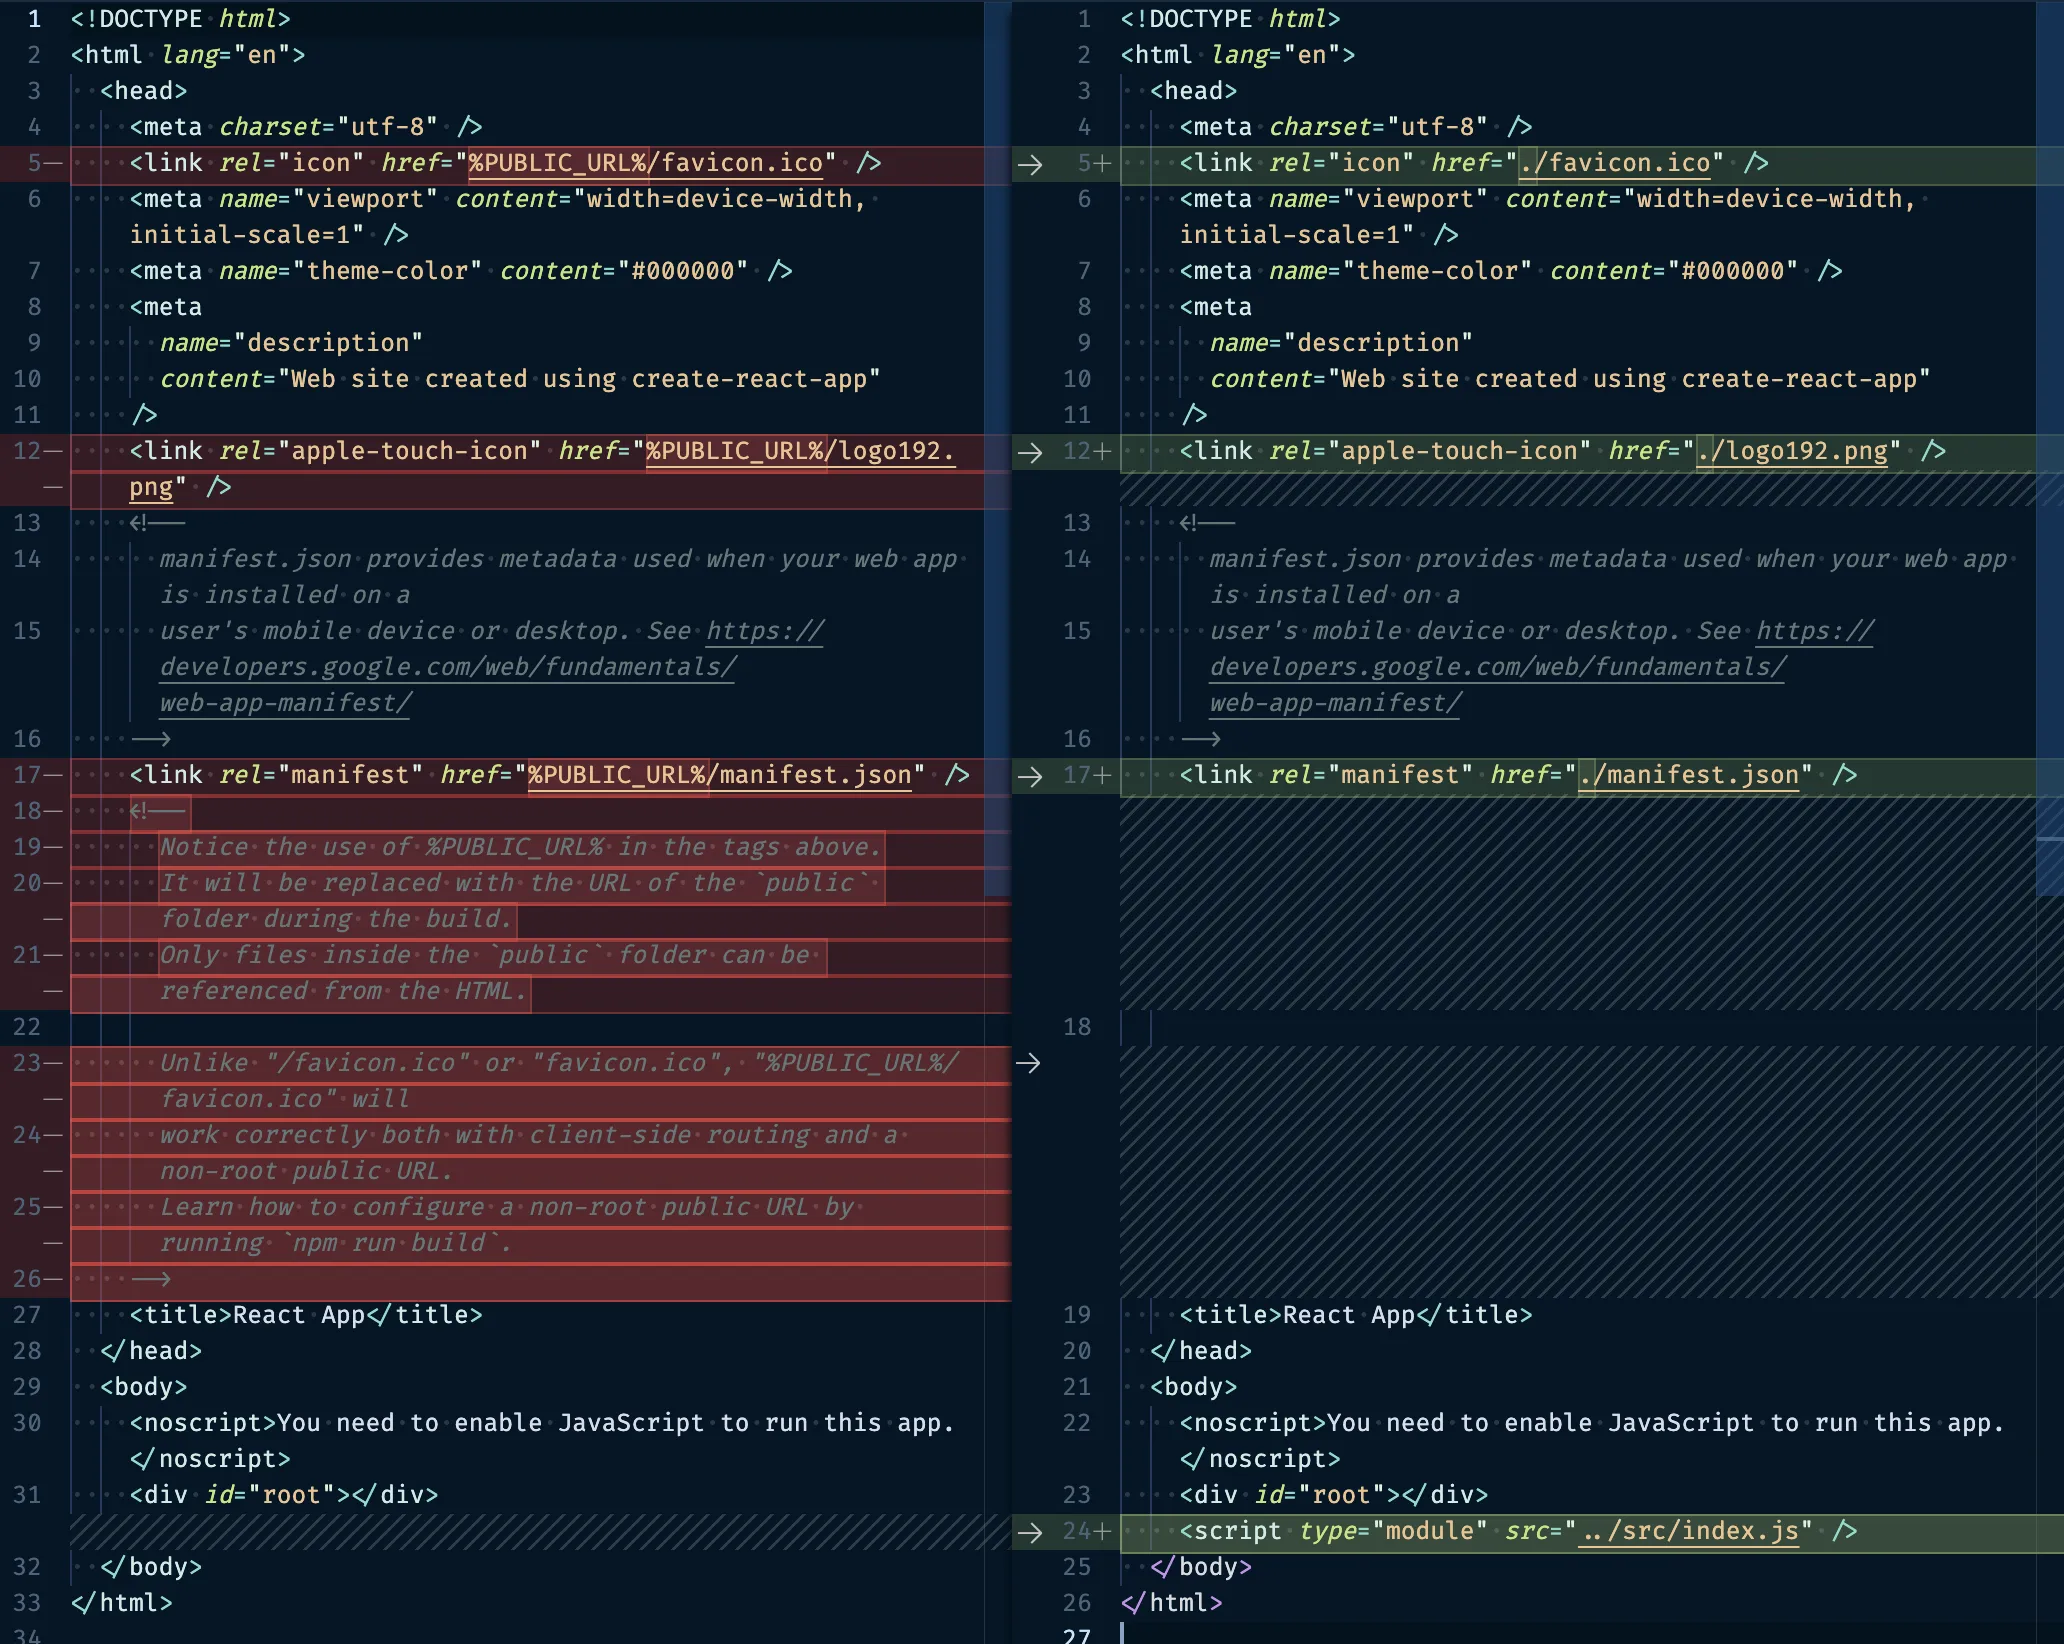 1 <!DOCTYPE html>
2 <html lang="en">
3 <head>
4 <meta charset="utf-8" />
5— <link rel="icon" href="%PUBLIC_URL%/favicon.ico" />
6 <meta name="viewport" content="width=device-width,
initial-scale=1" />
7 <meta name="theme-color" content="#000000" />
8 <meta
9 name="description"
10 content="Web site created using create-react-app"
11 />
12— <link rel="apple-touch-icon" href="%PUBLIC_URL%/logo192.
— png" />
13 <!--
14 manifest.json provides metadata used when your web app
is installed on a
15 user's mobile device or desktop. See https://
developers.google.com/web/fundamentals/
web-app-manifest/
16 -->
17— <link rel="manifest" href="%PUBLIC_URL%/manifest.json" />
18— <!--
19— Notice the use of %PUBLIC_URL% in the tags above.
20— It will be replaced with the URL of the `public`
— folder during the build.
21— Only files inside the `public` folder can be
— referenced from the HTML.
22
23— Unlike "/favicon.ico" or "favicon.ico", "%PUBLIC_URL%/
— favicon.ico" will
24— work correctly both with client-side routing and a
— non-root public URL.
25— Learn how to configure a non-root public URL by
— running `npm run build`.
26— -->
27 <title>React App</title>
28 </head>
29 <body>
30 <noscript>You need to enable JavaScript to run this app.
</noscript>
31 <div id="root"></div>
32 </body>
33 </html>
34
1 <!DOCTYPE html>
2 <html lang="en">
3 <head>
4 <meta charset="utf-8" />
→ 5+ <link rel="icon" href="./favicon.ico" />
6 <meta name="viewport" content="width=device-width,
initial-scale=1" />
7 <meta name="theme-color" content="#000000" />
8 <meta
9 name="description"
10 content="Web site created using create-react-app"
11 />
→ 12+ <link rel="apple-touch-icon" href="./logo192.png" />
13 <!--
14 manifest.json provides metadata used when your web app
is installed on a
15 user's mobile device or desktop. See https://
developers.google.com/web/fundamentals/
web-app-manifest/
16 -->
→ 17+ <link rel="manifest" href="./manifest.json" />
18
→
19 <title>React App</title>
20 </head>
21 <body>
22 <noscript>You need to enable JavaScript to run this app.
</noscript>
23 <div id="root"></div>
→ 24+ <script type="module" src="../src/index.js" />
25 </body>
26 </html>
27